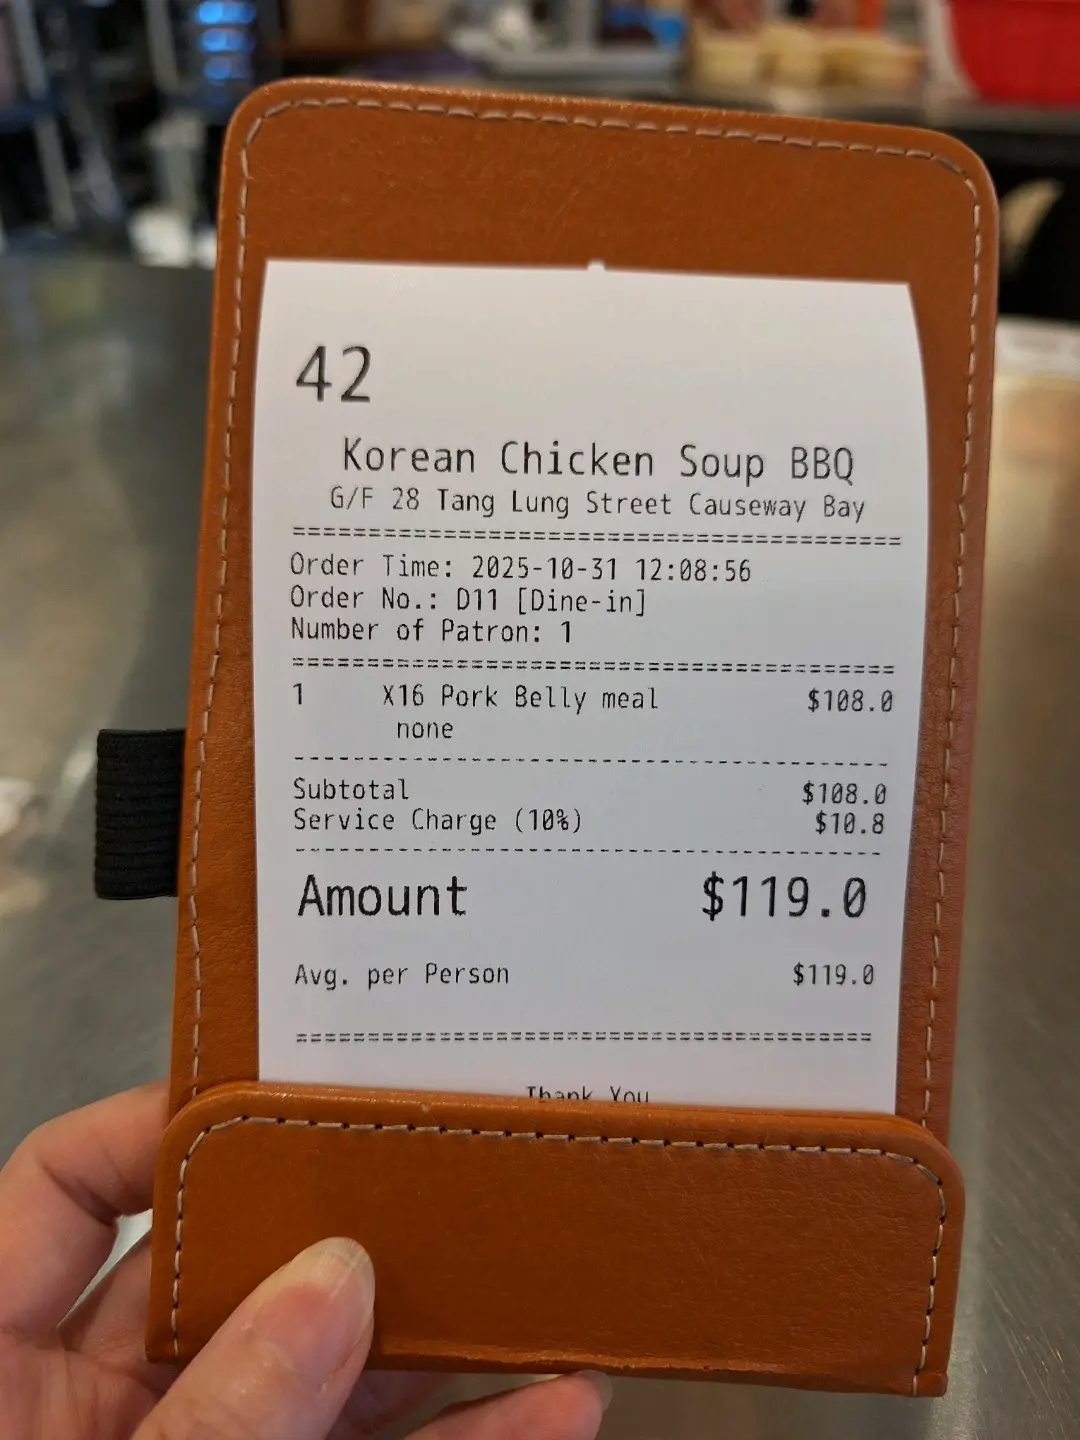 42
Korean Chicken Soup BBQ
G/F 28 Tang Lung Street Causeway Bay
==========================================
Order Time: 2025-10-31 12:08:56
Order No.: D11 [Dine-in]
Number of Patron: 1
==========================================
1 X16 Pork Belly meal $108.0
none
------------------------------------------
Subtotal $108.0
Service Charge (10%) $10.8
------------------------------------------
Amount $119.0
Avg. per Person $119.0
==========================================
Thank You